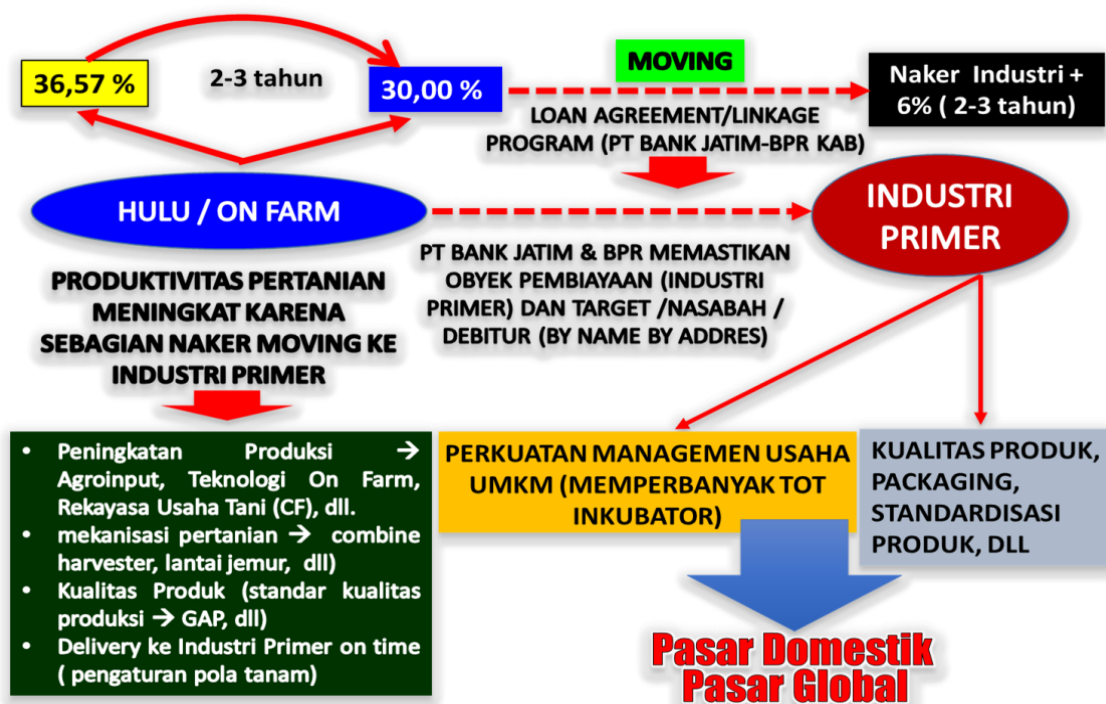 36,57 %
2-3 tahun
30,00 %
MOVING
Naker Industri +
6% ( 2-3 tahun)
LOAN AGREEMENT/LINKAGE
PROGRAM (PT BANK JATIM-BPR KAB)
HULU / ON FARM
INDUSTRI
PRIMER
PRODUKTIVITAS PERTANIAN
MENINGKAT KARENA
SEBAGIAN NAKER MOVING KE
INDUSTRI PRIMER
PT BANK JATIM & BPR MEMASTIKAN
OBYEK PEMBIAYAAN (INDUSTRI
PRIMER) DAN TARGET /NASABAH /
DEBITUR (BY NAME BY ADDRES)
• Peningkatan Produksi →
Agroinput, Teknologi On Farm,
Rekayasa Usaha Tani (CF), dll.
• mekanisasi pertanian → combine
harvester, lantai jemur, dll)
• Kualitas Produk (standar kualitas
produksi → GAP, dll)
• Delivery ke Industri Primer on time
( pengaturan pola tanam)
PERKUATAN MANAGEMEN USAHA
UMKM (MEMPERBANYAK TOT
INKUBATOR)
KUALITAS PRODUK,
PACKAGING,
STANDARDISASI
PRODUK, DLL
Pasar Domestik
Pasar Global